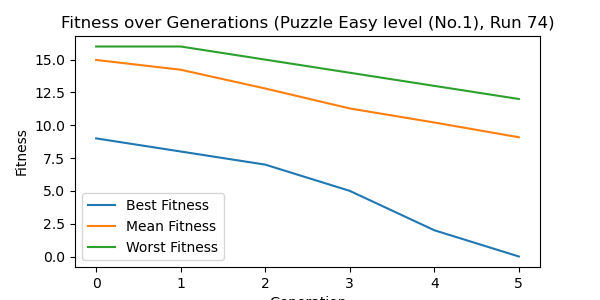 Fitness over Generations (Puzzle Easy level (No.1), Run 74)
Fitness
15.0
12.5
10.0
7.5
5.0
2.5
0.0
Best Fitness
Mean Fitness
Worst Fitness
0 1 2 3 4 5
Generation